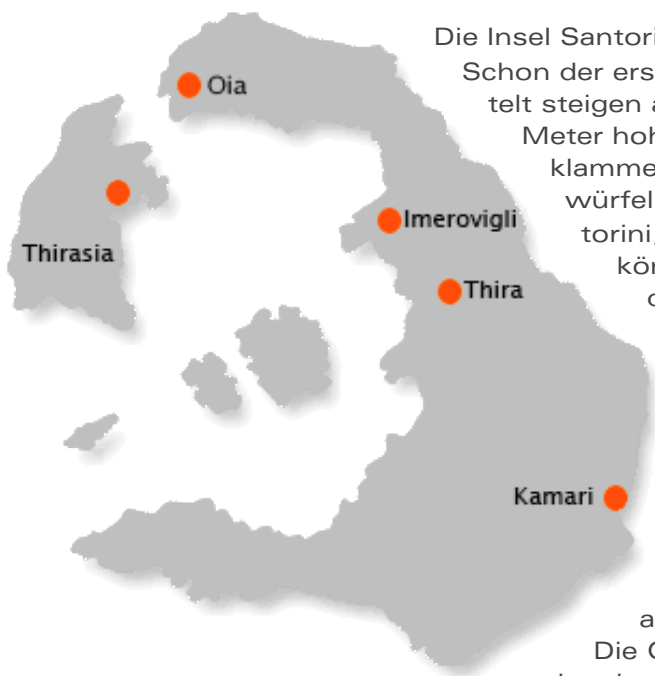 Die Insel Santori
Schon der ers
telt steigen a
Meter hoh
klamme
würfel
torini,
kön
Oia
Imerovigli
Thirasia
Thira
Kamari
a
Die